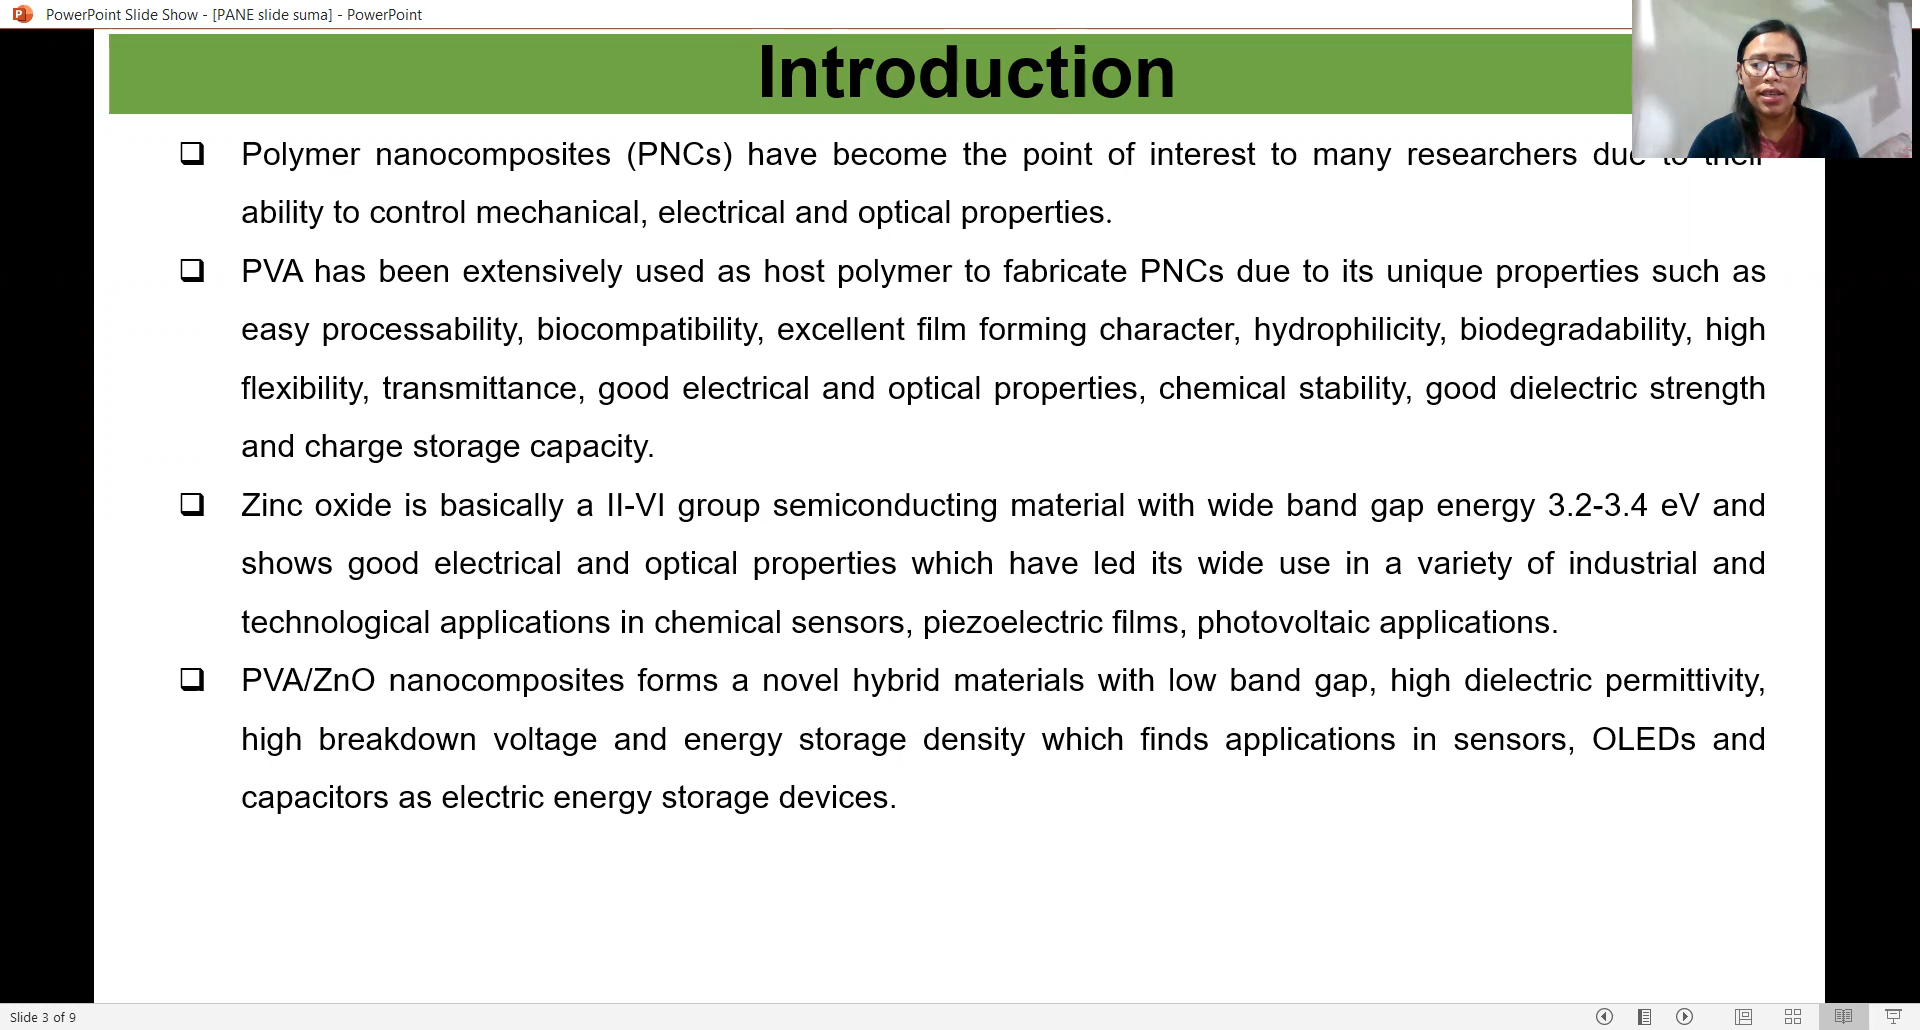 PowerPoint Slide Show - [PANE slide suma] - PowerPoint
Introduction
Polymer nanocomposites (PNCs) have become the point of interest to many researchers due to their
ability to control mechanical, electrical and optical properties.
PVA has been extensively used as host polymer to fabricate PNCs due to its unique properties such as
easy processability, biocompatibility, excellent film forming character, hydrophilicity, biodegradability, high
flexibility, transmittance, good electrical and optical properties, chemical stability, good dielectric strength
and charge storage capacity.
Zinc oxide is basically a II-VI group semiconducting material with wide band gap energy 3.2-3.4 eV and
shows good electrical and optical properties which have led its wide use in a variety of industrial and
technological applications in chemical sensors, piezoelectric films, photovoltaic applications.
PVA/ZnO nanocomposites forms a novel hybrid materials with low band gap, high dielectric permittivity,
high breakdown voltage and energy storage density which finds applications in sensors, OLEDs and
capacitors as electric energy storage devices.
Slide 3 of 9